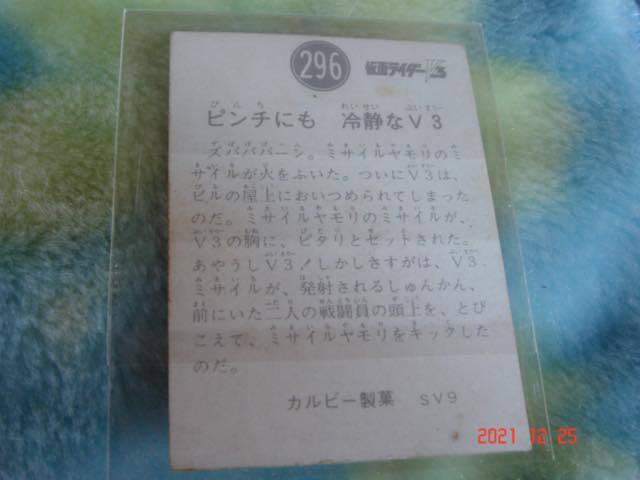 296
仮面ライダーV3
ピンチにも 冷静なV3
ズババババーン。ミサイルヤモリのミ
サイルが火をふいた。ついにV3は、
ビルの屋上においつめられてしまった
のだ。ミサイルヤモリのミサイルが、
V3の胸に、ピタリとセットされた。
あやうしV3!しかしさすがは、V3.
ミサイルが、発射されるしゅんかん、
前にいた二人の戦闘員の頭上を、とび
こえて、ミサイルヤモリをキックした
のだ。
カルビー製菓 SV9
2021 12 25